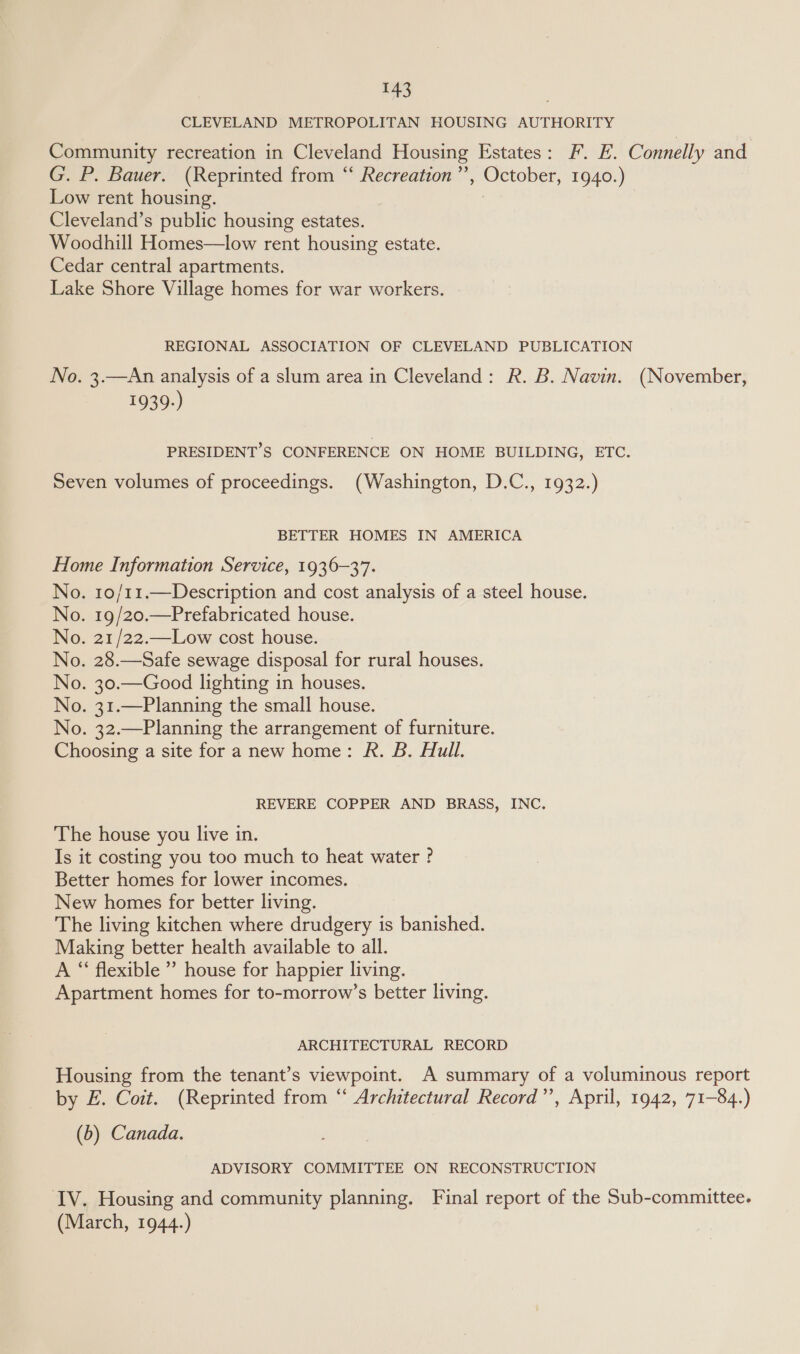 143
CLEVELAND METROPOLITAN HOUSING AUTHORITY
Community recreation in Cleveland Housing Estates: F. E. Connelly and
G. P. Bauer. (Reprinted from “ Recreation ”, October, 1940.)
Low rent housing.
Cleveland’s public housing estates.
Woodhill Homes—low rent housing estate.
Cedar central apartments.
Lake Shore Village homes for war workers.
REGIONAL ASSOCIATION OF CLEVELAND PUBLICATION
No. 3.—An analysis of a slum area in Cleveland : R. B. Navin. (November,
1939.)
PRESIDENT’S CONFERENCE ON HOME BUILDING, ETC.
Seven volumes of proceedings. (Washington, D.C., 1932.)
BETTER HOMES IN AMERICA
Home Information Service, 1936–37.
No. 10/11.—Description and cost analysis of a steel house.
No. 19/20.—Prefabricated house.
No. 21/22.—Low cost house.
No. 28.—Safe sewage disposal for rural houses.
No. 30.—Good lighting in houses.
No. 31.—Planning the small house.
No. 32.—Planning the arrangement of furniture.
Choosing a site for a new home : R. B. Hull.
REVERE COPPER AND BRASS, INC.
The house you live in.
Is it costing you too much to heat water ?
Better homes for lower incomes.
New homes for better living.
The living kitchen where drudgery is banished.
Making better health available to all.
A “ flexible ” house for happier living.
Apartment homes for to-morrow’s better living.
ARCHITECTURAL RECORD
Housing from the tenant’s viewpoint. A summary of a voluminous report
by E. Coit. (Reprinted from “ Architectural Record ”, April, 1942, 71–84.)
(b) Canada.
ADVISORY COMMITTEE ON RECONSTRUCTION
IV. Housing and community planning. Final report of the Sub-committee.
(March, 1944.)